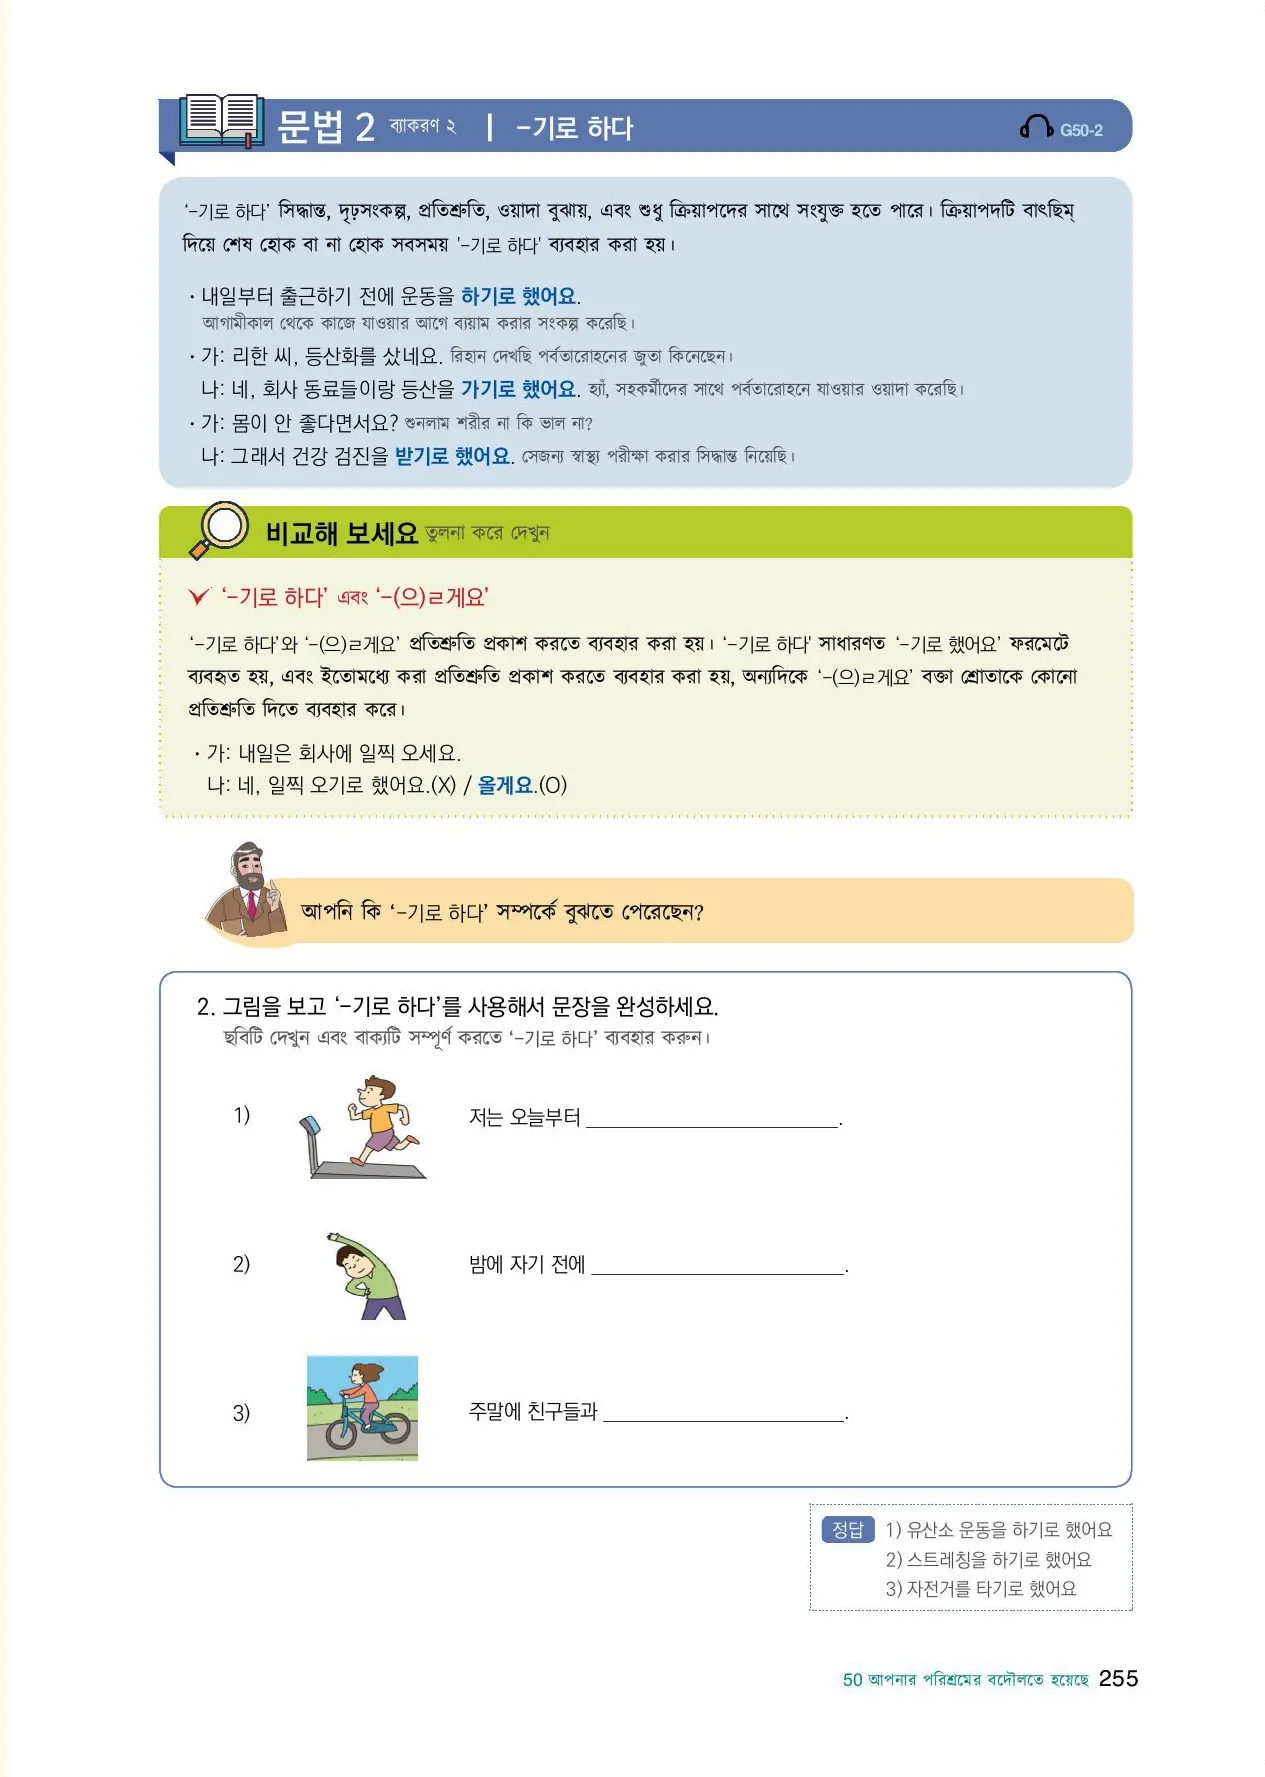 문법 2 ব্যাকরণ ২ | -기로 하다 G50-2
‘-기로 하다’ সিদ্ধান্ত, দৃঢ়সংকল্প, প্রতিশ্রুতি, ওয়াদা বুঝায়, এবং শুধু ক্রিয়াপদের সাথে সংযুক্ত হতে পারে। ক্রিয়াপদটি বাৎছিম্
দিয়ে শেষ হোক বা না হোক সবসময় '-기로 하다' ব্যবহার করা হয়।
· 내일부터 출근하기 전에 운동을 하기로 했어요.
আগামীকাল থেকে কাজে যাওয়ার আগে ব্যয়াম করার সংকল্প করেছি।
· 가: 리한 씨, 등산화를 샀네요. রিহান দেখছি পর্বতারোহনের জুতা কিনেছেন।
나: 네, 회사 동료들이랑 등산을 가기로 했어요. হ্যাঁ, সহকর্মীদের সাথে পর্বতারোহনে যাওয়ার ওয়াদা করেছি।
· 가: 몸이 안 좋다면서요? শুনলাম শরীর না কি ভাল না?
나: 그래서 건강 검진을 받기로 했어요. সেজন্য স্বাস্থ্য পরীক্ষা করার সিদ্ধান্ত নিয়েছি।
비교해 보세요 তুলনা করে দেখুন
‘-기로 하다’ এবং ‘-(으)ㄹ게요’
‘-기로 하다’와 ‘-(으)ㄹ게요’ প্রতিশ্রুতি প্রকাশ করতে ব্যবহার করা হয়। ‘-기로 하다' সাধারণত ‘-기로 했어요’ ফরমেটে
ব্যবহৃত হয়, এবং ইতোমধ্যে করা প্রতিশ্রুতি প্রকাশ করতে ব্যবহার করা হয়, অন্যদিকে ‘-(으)ㄹ게요’ বক্তা শ্রোতাকে কোনো
প্রতিশ্রুতি দিতে ব্যবহার করে।
· 가: 내일은 회사에 일찍 오세요.
나: 네, 일찍 오기로 했어요.(X) / 올게요.(O)
আপনি কি ‘-기로 하다’ সম্পর্কে বুঝতে পেরেছেন?
2. 그림을 보고 ‘-기로 하다’를 사용해서 문장을 완성하세요.
ছবিটি দেখুন এবং বাক্যটি সম্পূর্ণ করতে ‘-기로 하다’ ব্যবহার করুন।
1) 저는 오늘부터 ________________________.
2) 밤에 자기 전에 ________________________.
3) 주말에 친구들과 ________________________.
정답 1) 유산소 운동을 하기로 했어요
2) 스트레칭을 하기로 했어요
3) 자전거를 타기로 했어요
50 আপনার পরিশ্রমের বদৌলতে হয়েছে 255